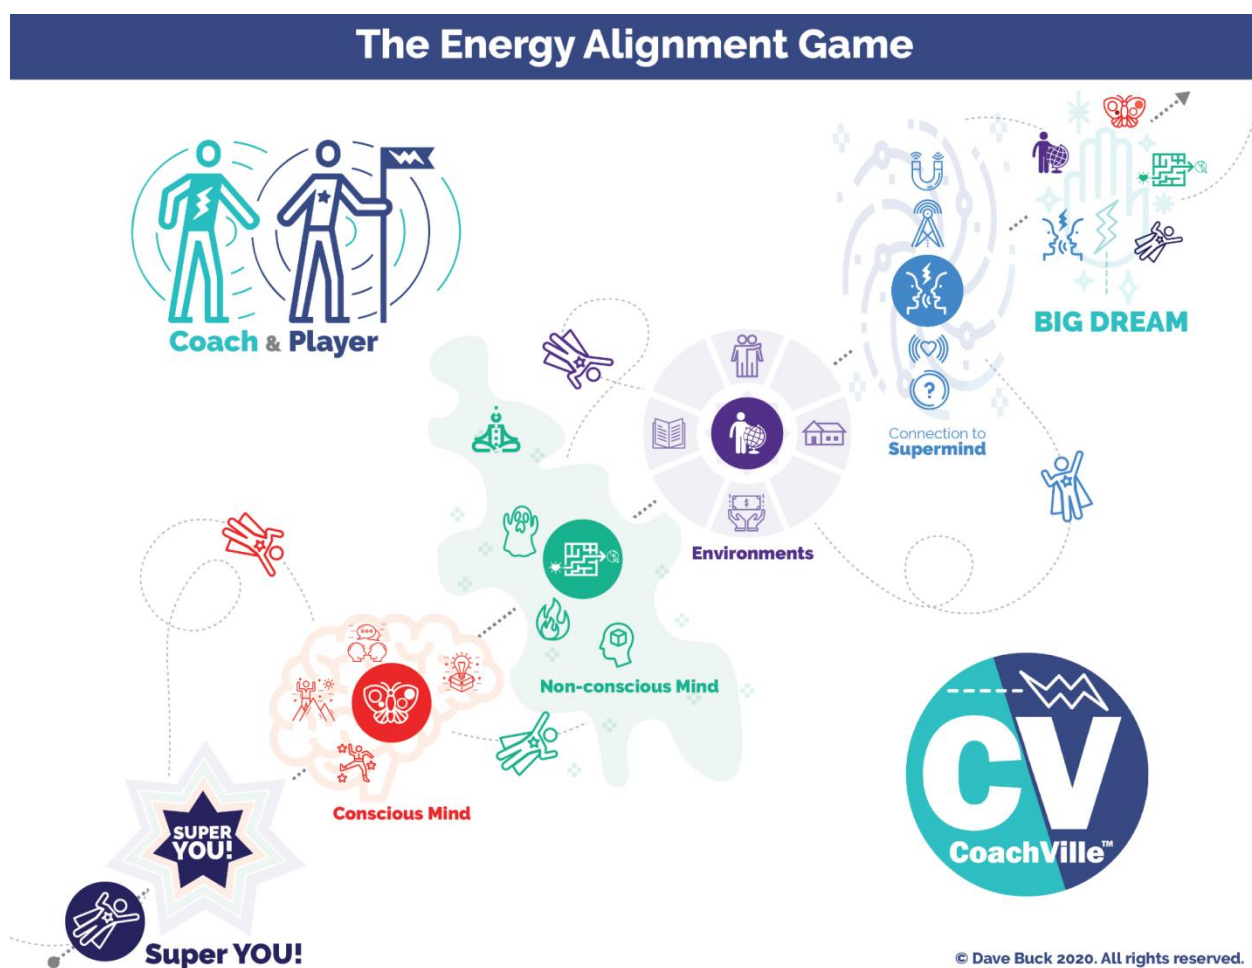 The Energy Alignment Game
Coach & Player
BIG DREAM
?
Connection to
Supermind
$
Environments
Non-conscious Mind
Conscious Mind
SUPER
YOU!
Super YOU!
CV
CoachVille™
© Dave Buck 2020. All rights reserved.